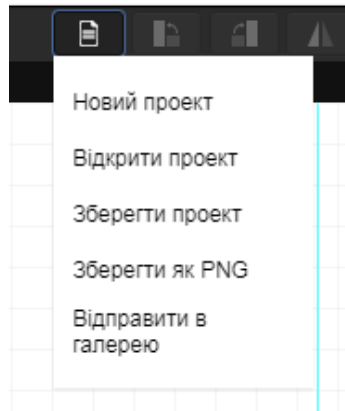 Новий проект
Відкрити проект
Зберегти проект
Зберегти як PNG
Відправити в
галерею